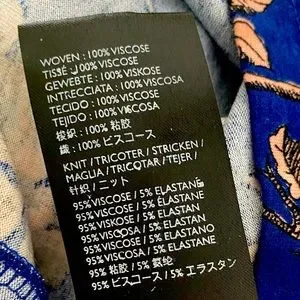 WOVEN : 100% VISCOSE
TISSÉ : 100% VISCOSE
GEWEBTE : 100% VISKOSE
INTRECCIATA : 100% VISCOSA
TECIDO : 100% VISCOSE
TEJIDO : 100% VISCOSA
梭织 : 100% 粘胶
織 : 100% ビスコース
KNIT / TRICOTER / STRICKEN /
MAGLIA / TRICOTAR / TEJER /
针织 / ニット
95% VISCOSE / 5% ELASTANE
95% VISCOSE / 5% ÉLASTANE
95% VISKOSE / 5% ELASTAN
95% VISCOSA / 5% ELASTAN
95% VISCOSE / 5% ELASTANO
95% VISCOSA / 5% ELASTANO
95% 粘胶 / 5% 氨纶
95% ビスコース / 5% エラスタン